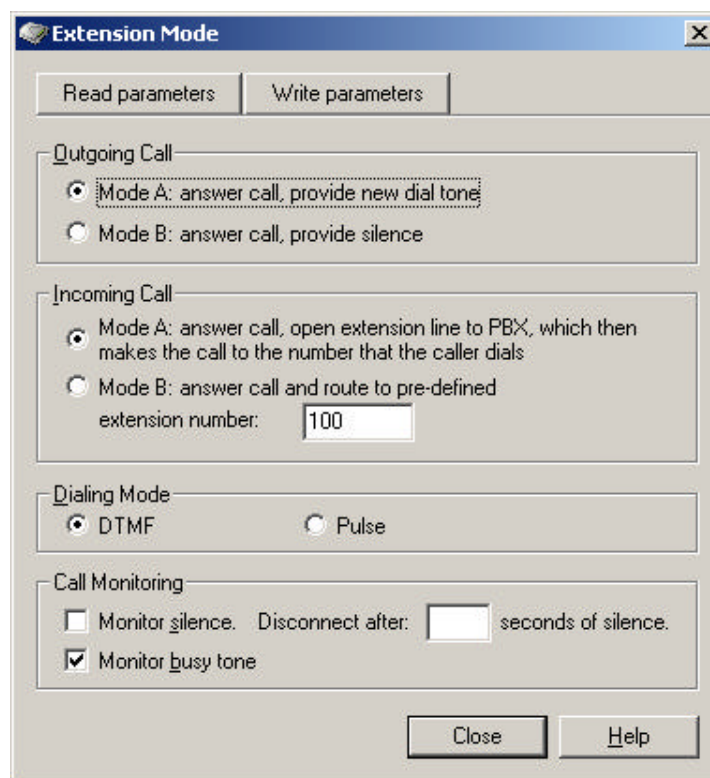 Extension Mode
Read parameters Write parameters
Outgoing Call
Mode A: answer call, provide new dial tone
Mode B: answer call, provide silence
Incoming Call
Mode A: answer call, open extension line to PBX, which then
makes the call to the number that the caller dials
Mode B: answer call and route to pre-defined
extension number: 100
Dialing Mode
DTMF Pulse
Call Monitoring
Monitor silence. Disconnect after: seconds of silence.
Monitor busy tone
Close Help